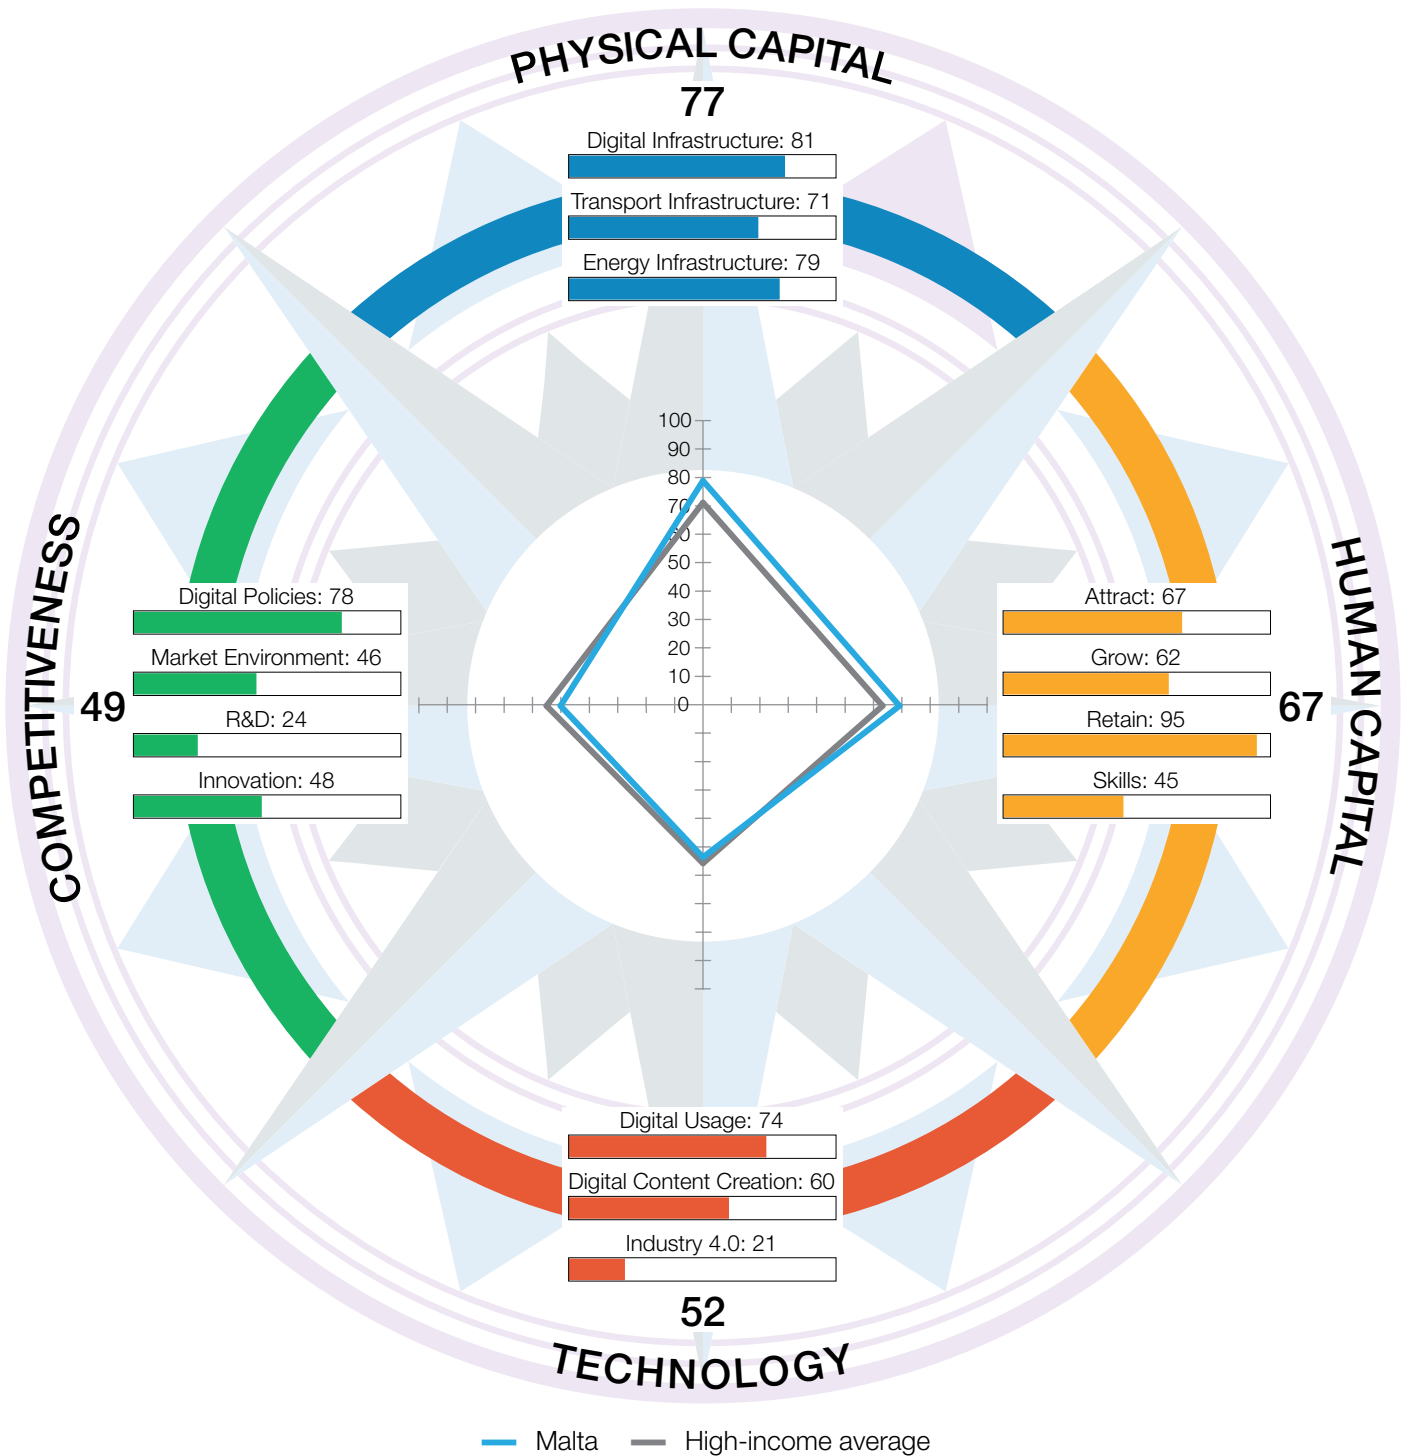 PHYSICAL CAPITAL
77
Digital Infrastructure: 81
Transport Infrastructure: 71
Energy Infrastructure: 79
COMPETITIVENESS
49
Digital Policies: 78
Market Environment: 46
R&D: 24
Innovation: 48
100
90
80
70
60
50
40
30
20
10
0
HUMAN CAPITAL
67
Attract: 67
Grow: 62
Retain: 95
Skills: 45
Digital Usage: 74
Digital Content Creation: 60
Industry 4.0: 21
52
TECHNOLOGY
Malta
High-income average